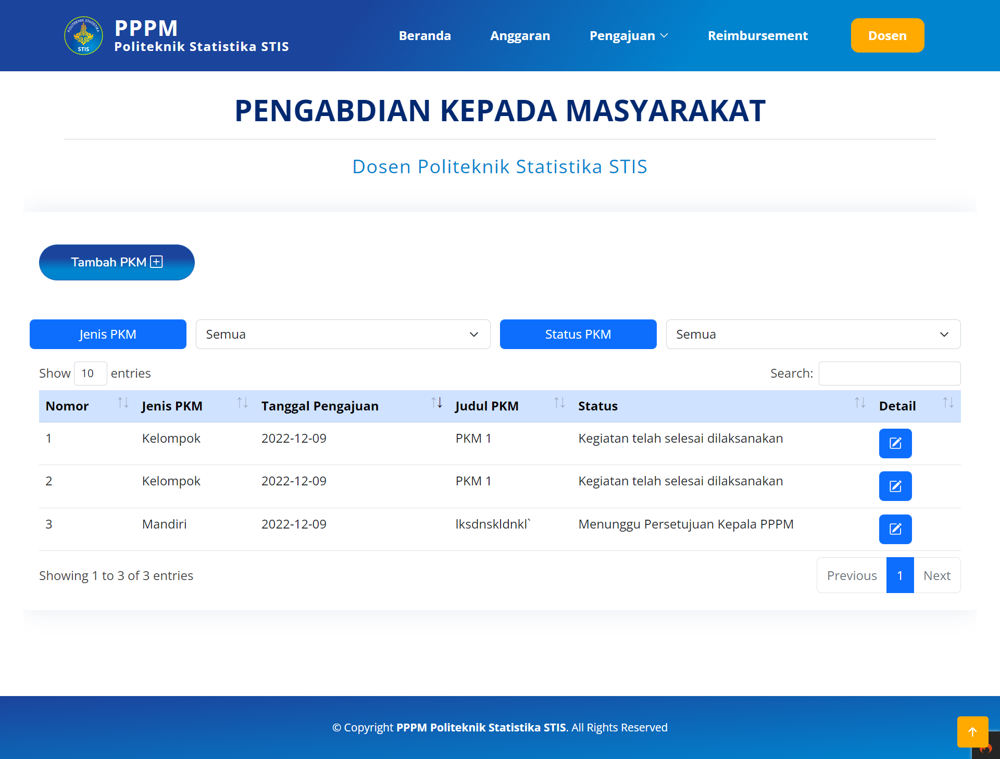 POLITEKNIK STATISTIKA
STIS
PPPM
Politeknik Statistika STIS
Beranda
Anggaran
Pengajuan
Reimbursement
Dosen
PENGABDIAN KEPADA MASYARAKAT
Dosen Politeknik Statistika STIS
Tambah PKM
Jenis PKM
Semua
Status PKM
Semua
Show 10 entries
Search:
Nomor Jenis PKM Tanggal Pengajuan Judul PKM Status Detail
1 Kelompok 2022-12-09 PKM 1 Kegiatan telah selesai dilaksanakan
2 Kelompok 2022-12-09 PKM 1 Kegiatan telah selesai dilaksanakan
3 Mandiri 2022-12-09 lksdnskldnkl` Menunggu Persetujuan Kepala PPPM
Showing 1 to 3 of 3 entries
Previous 1 Next
© Copyright PPPM Politeknik Statistika STIS. All Rights Reserved